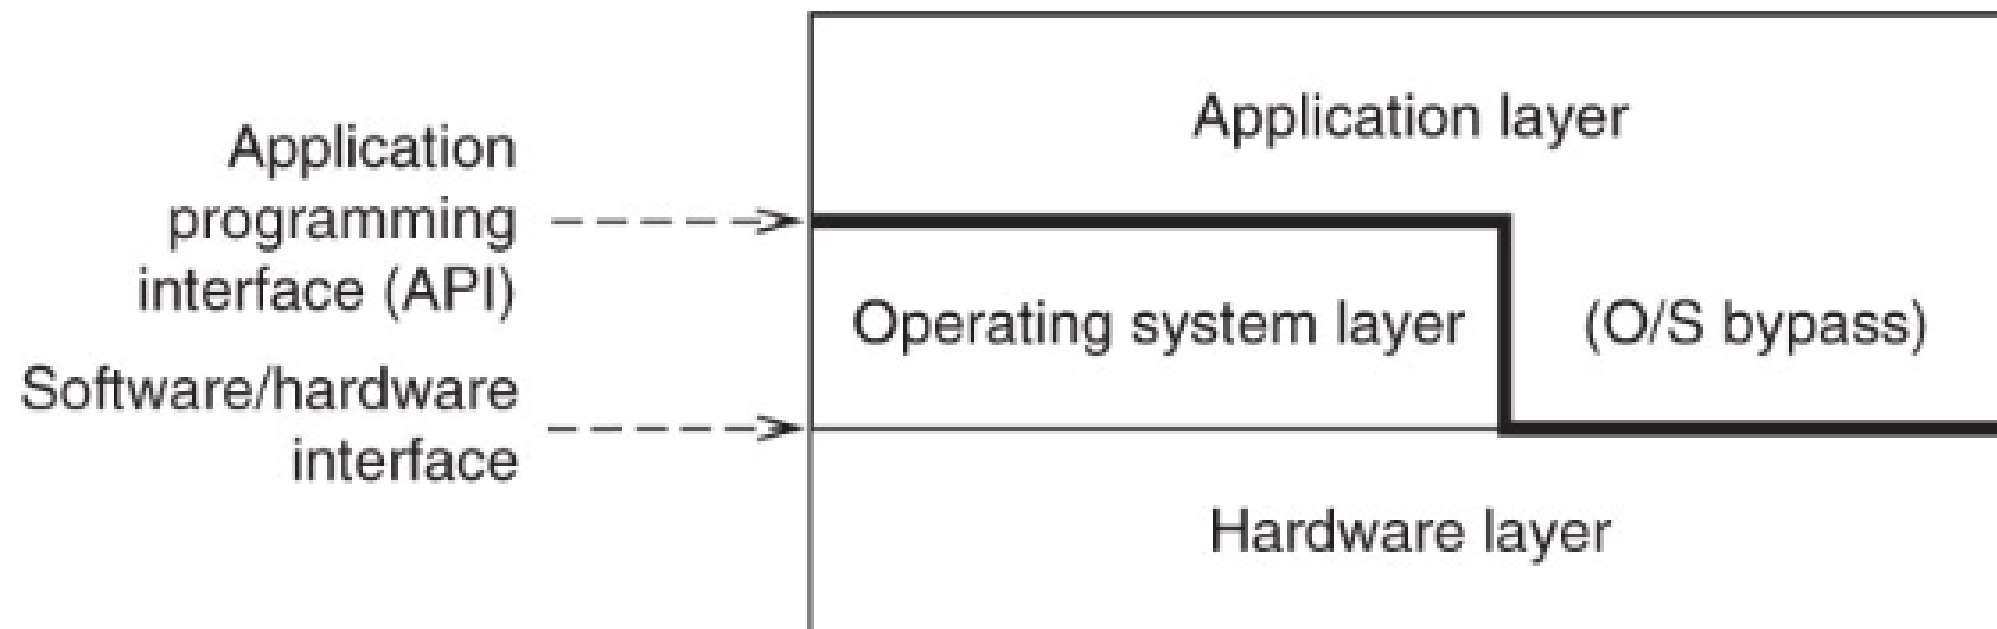 Application layer
Application
programming
interface (API)
Operating system layer
(O/S bypass)
Software/hardware
interface
Hardware layer